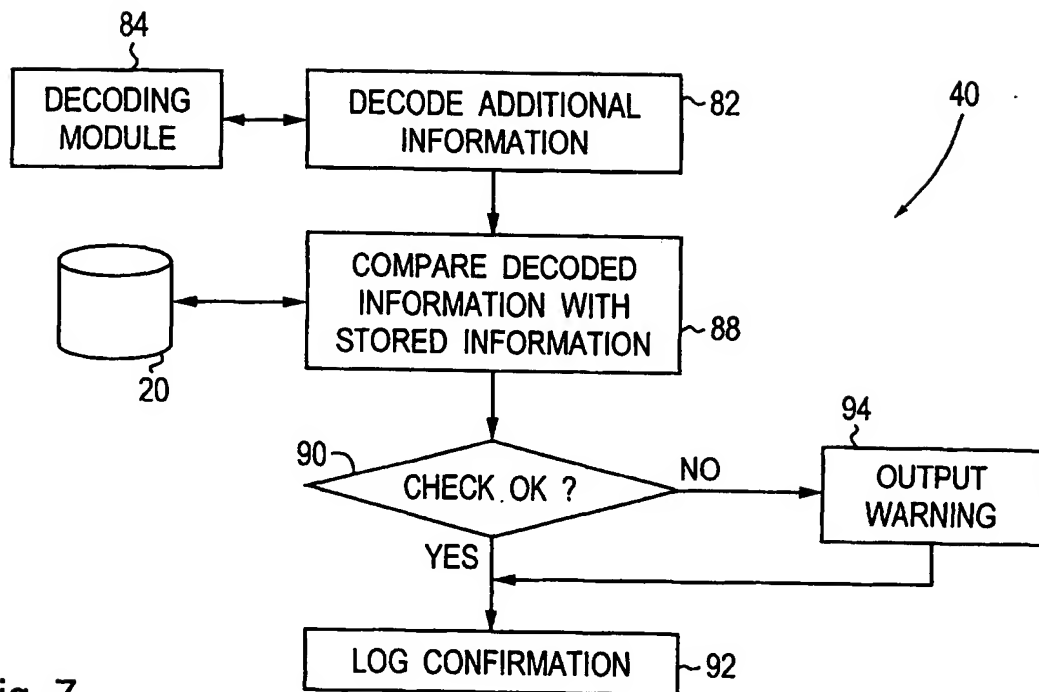 84
DECODING
MODULE
DECODE ADDITIONAL
INFORMATION
82
40
COMPARE DECODED
INFORMATION WITH
STORED INFORMATION
88
20
90
CHECK OK ?
NO
94
OUTPUT
WARNING
YES
LOG CONFIRMATION
92